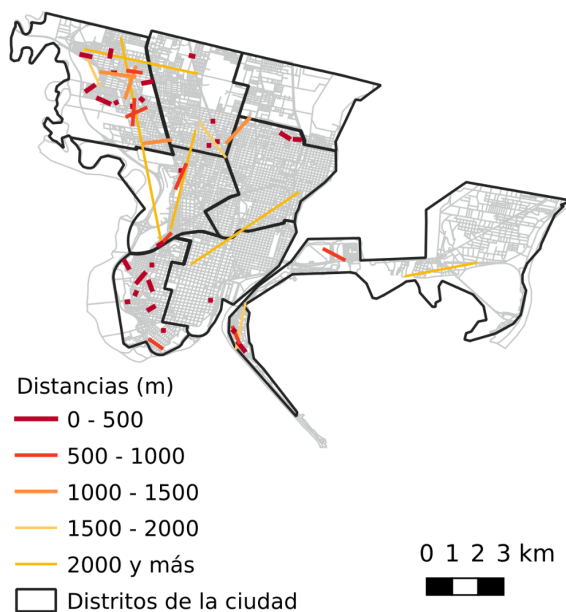 Distancias (m)
0 - 500
500 - 1000
1000 - 1500
1500 - 2000
2000 y más
Distritos de la ciudad
0 1 2 3 km